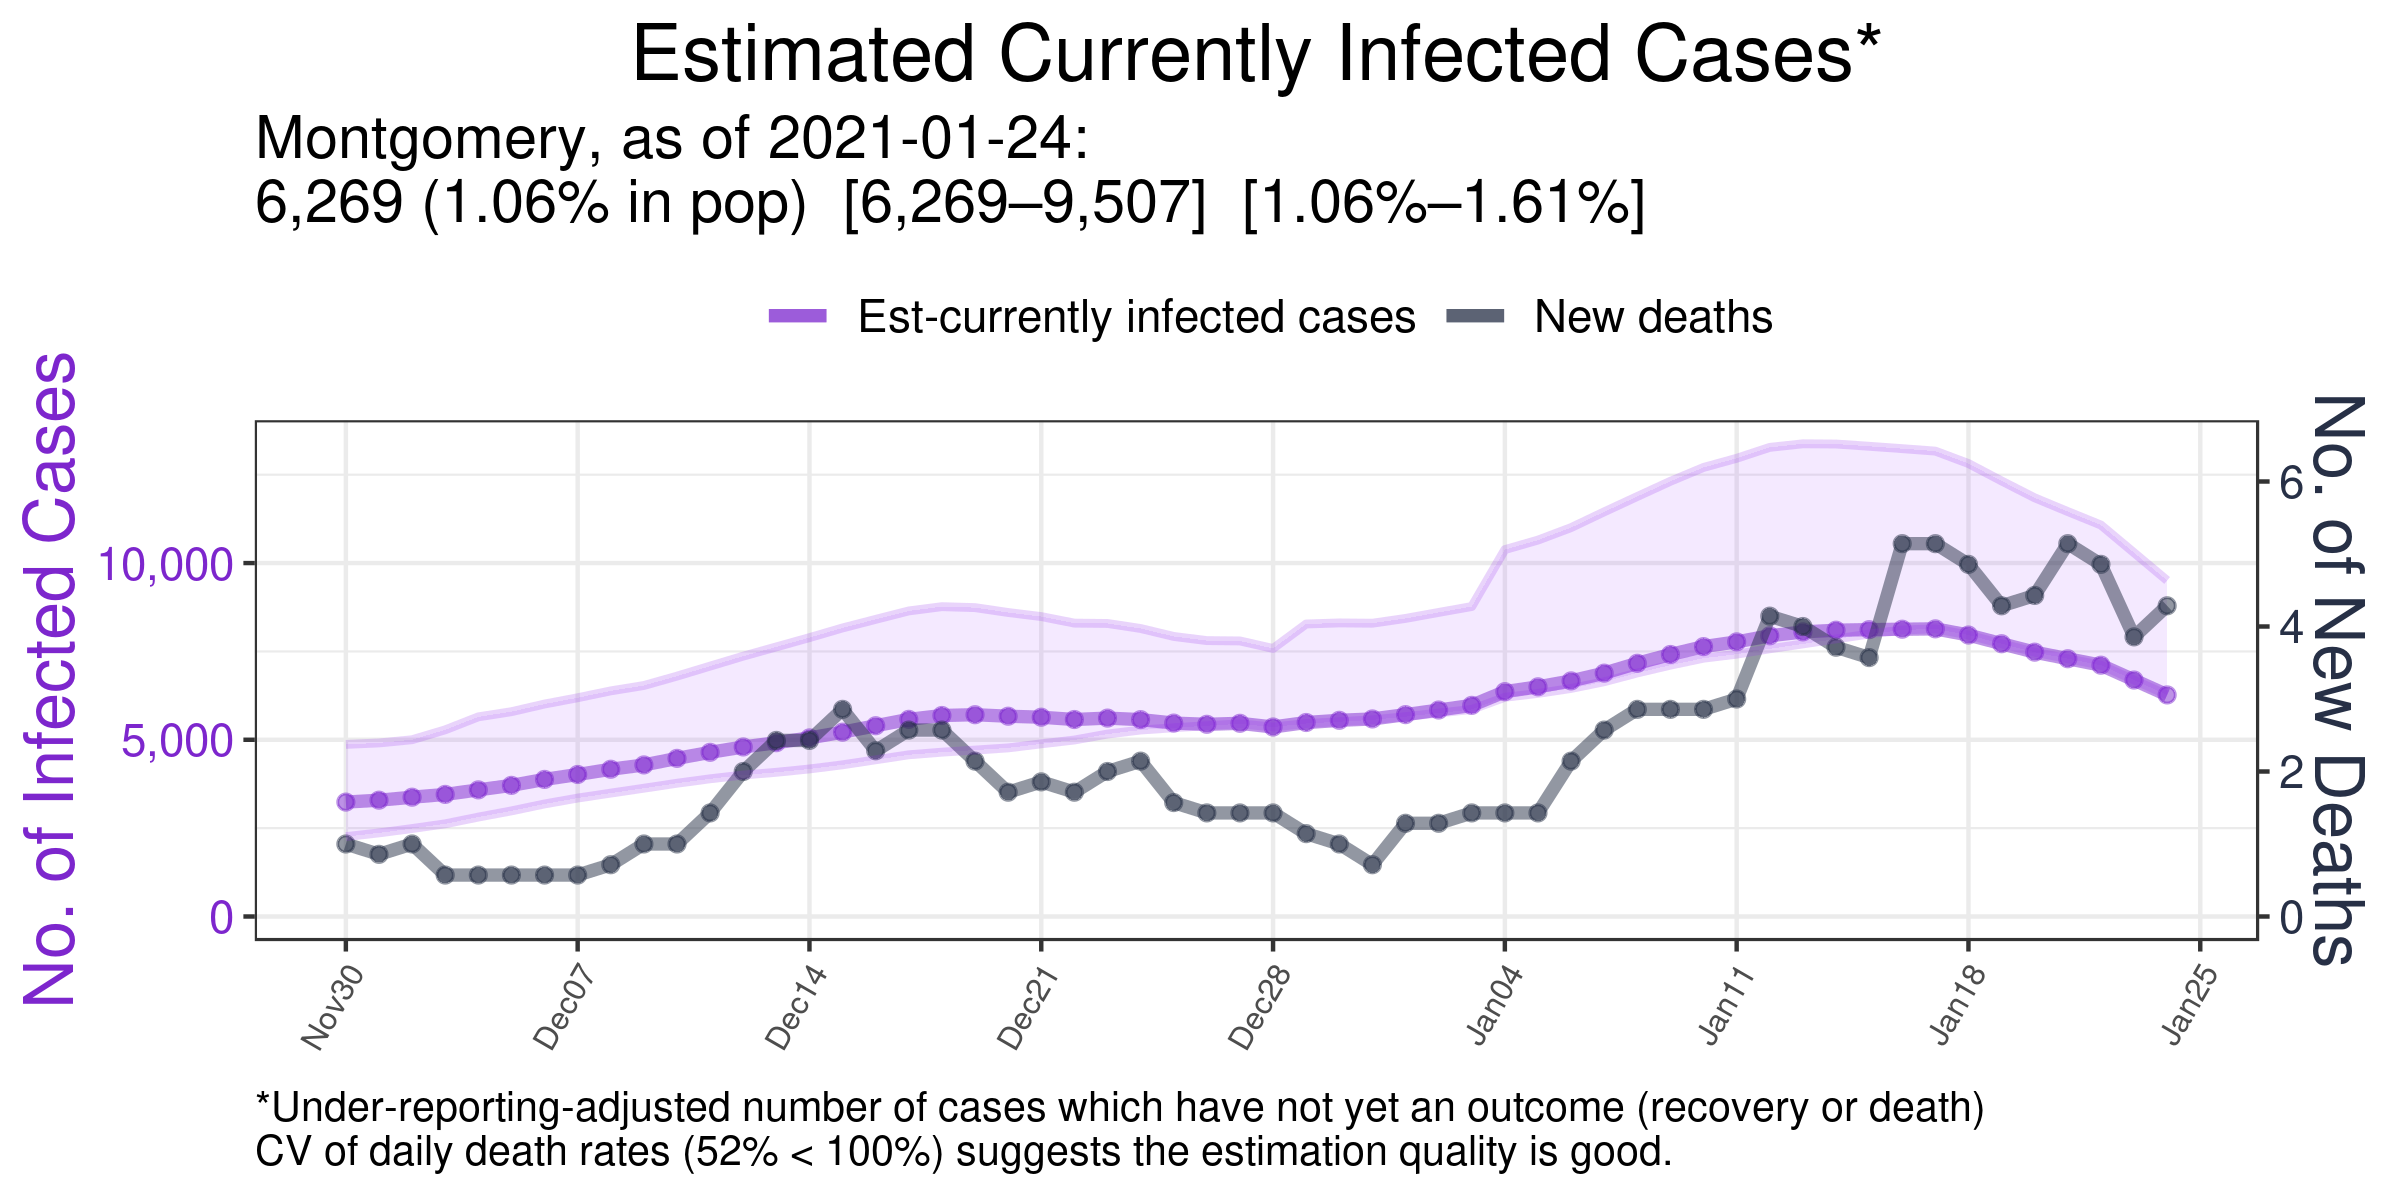 Estimated Currently Infected Cases*
Montgomery, as of 2021-01-24:
6,269 (1.06% in pop)  [6,269–9,507]  [1.06%–1.61%]
Est-currently infected cases
New deaths
No. of Infected Cases
10,000
5,000
0
No. of New Deaths
6
4
2
0
Nov30
Dec07
Dec14
Dec21
Dec28
Jan04
Jan11
Jan18
Jan25
*Under-reporting-adjusted number of cases which have not yet an outcome (recovery or death)
CV of daily death rates (52% < 100%) suggests the estimation quality is good.